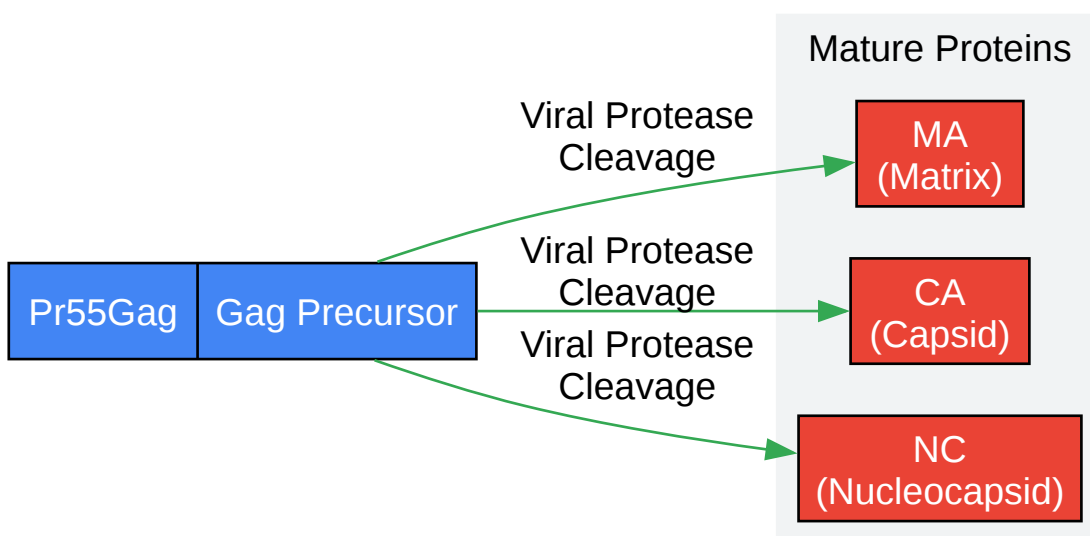 Mature Proteins
Viral Protease
Cleavage
MA
(Matrix)
Viral Protease
Cleavage
CA
(Capsid)
Pr55Gag
Gag Precursor
Viral Protease
Cleavage
NC
(Nucleocapsid)